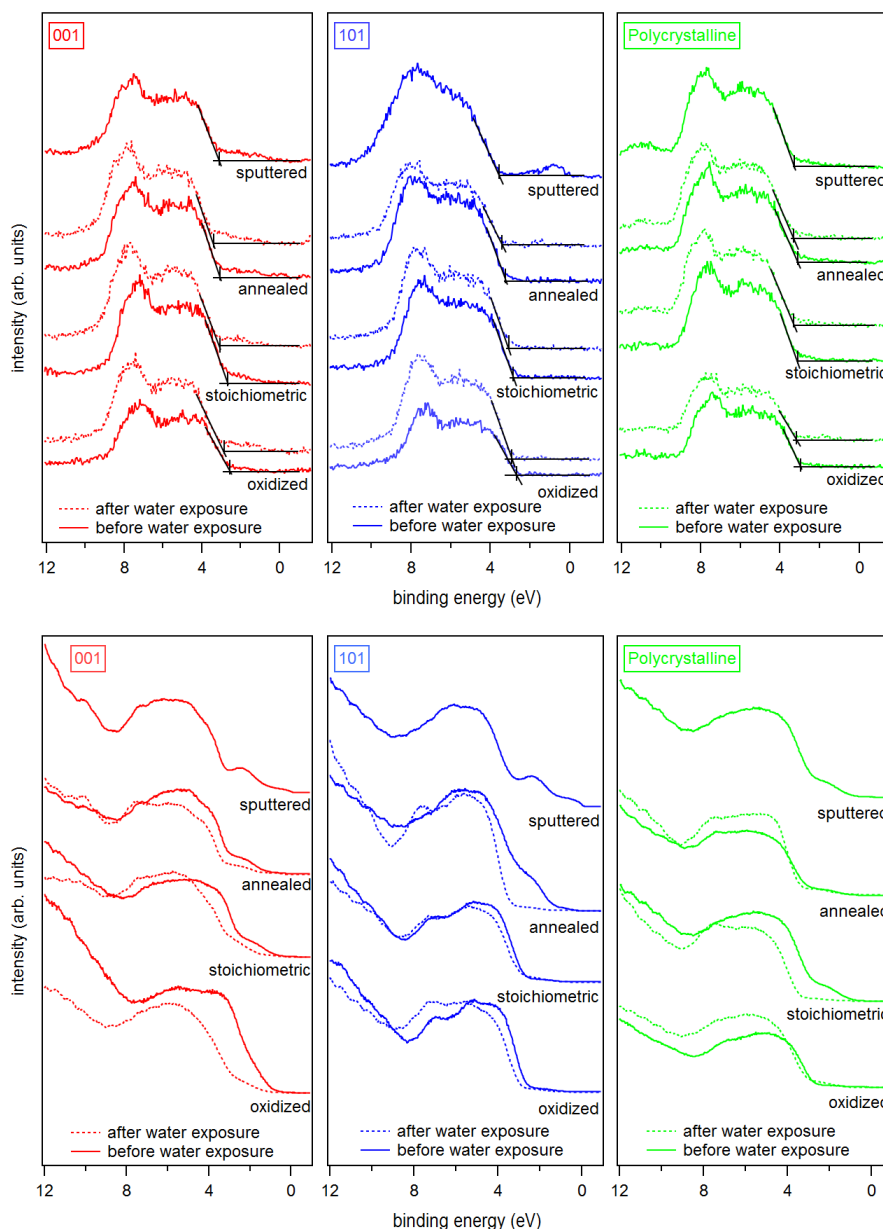 001
101
Polycrystalline
intensity (arb. units)
sputtered
sputtered
sputtered
annealed
annealed
annealed
stoichiometric
stoichiometric
stoichiometric
oxidized
oxidized
oxidized
after water exposure
before water exposure
after water exposure
before water exposure
after water exposure
before water exposure
12 8 4 0
12 8 4 0
12 8 4 0
binding energy (eV)
001
101
Polycrystalline
intensity (arb. units)
sputtered
sputtered
sputtered
annealed
annealed
annealed
stoichiometric
stoichiometric
stoichiometric
oxidized
oxidized
oxidized
after water exposure
before water exposure
after water exposure
before water exposure
after water exposure
before water exposure
12 8 4 0
12 8 4 0
12 8 4 0
binding energy (eV)